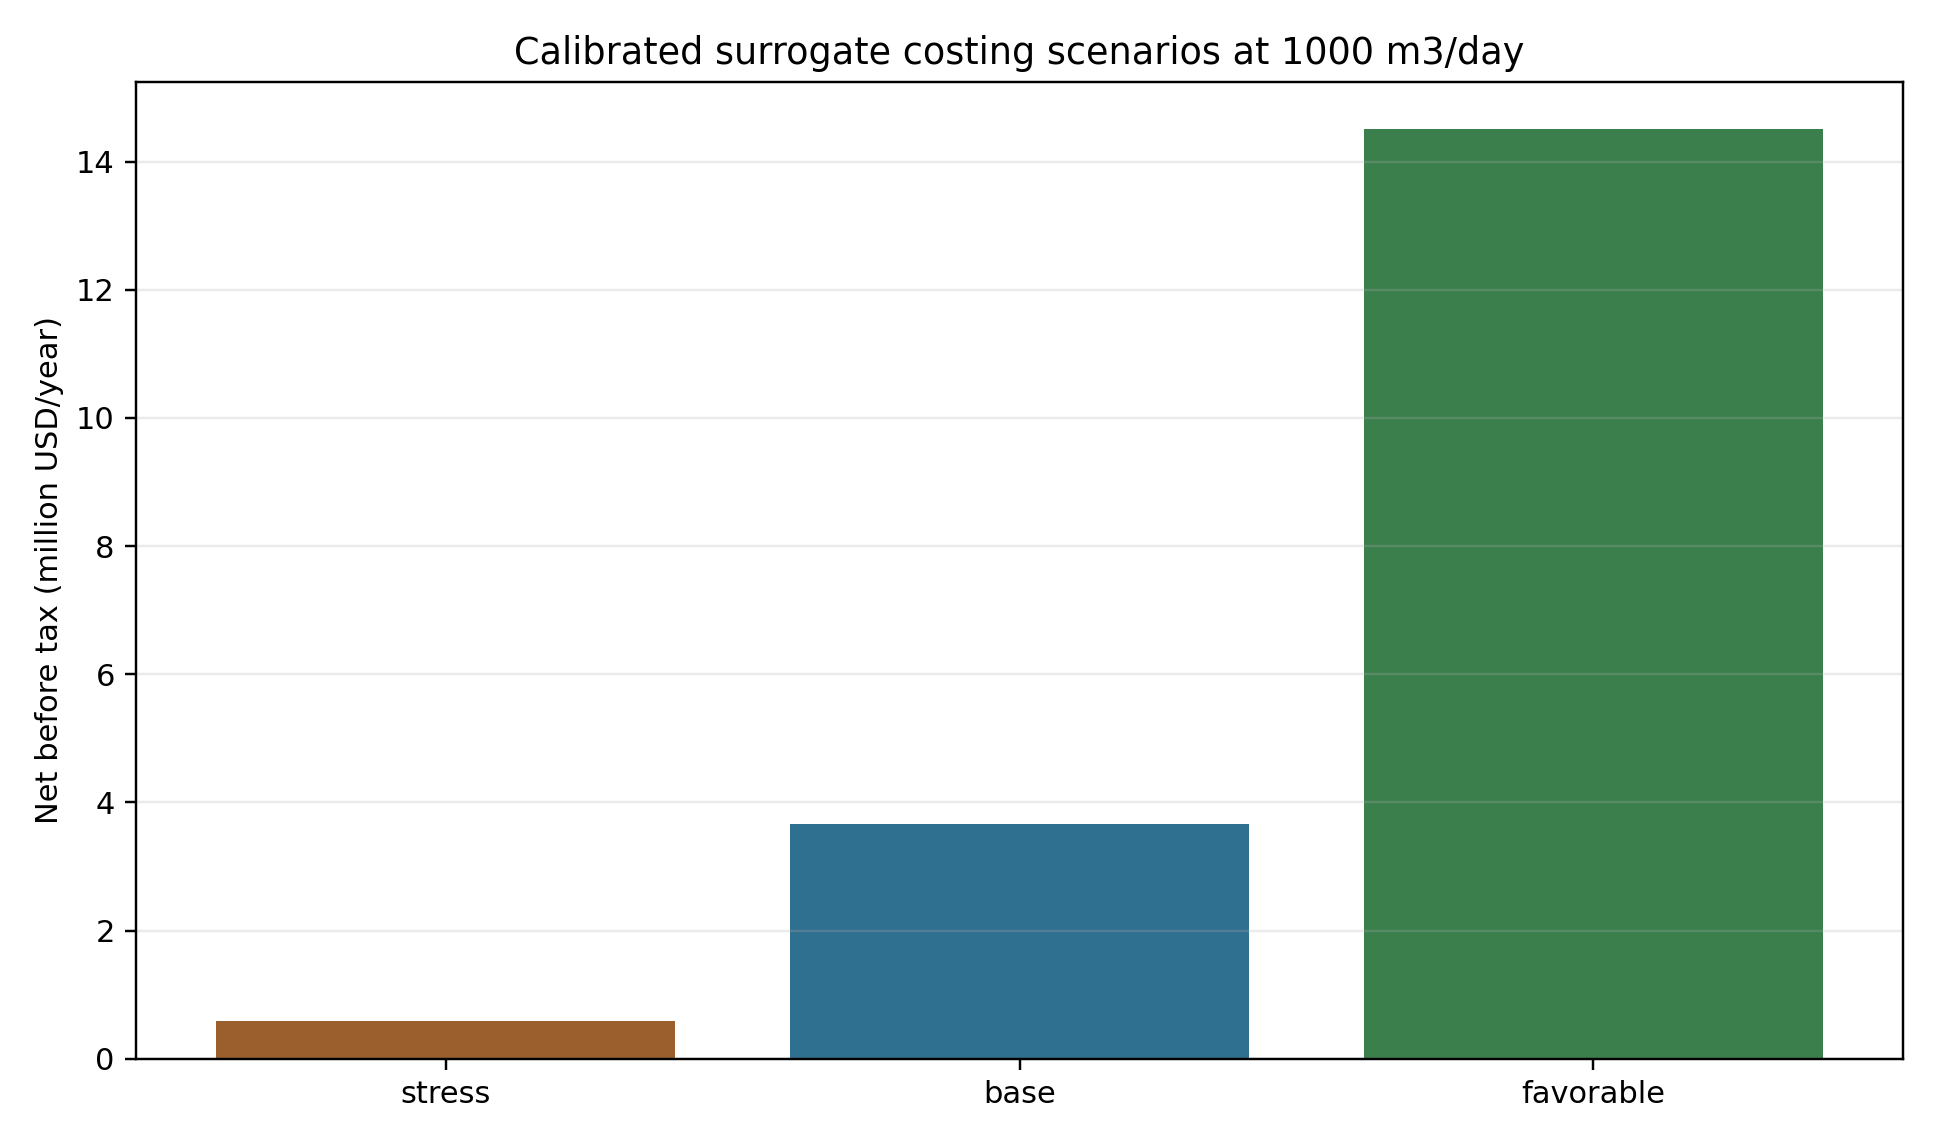 Calibrated surrogate costing scenarios at 1000 m3/day
Net before tax (million USD/year)
14
12
10
8
6
4
2
0
stress
base
favorable